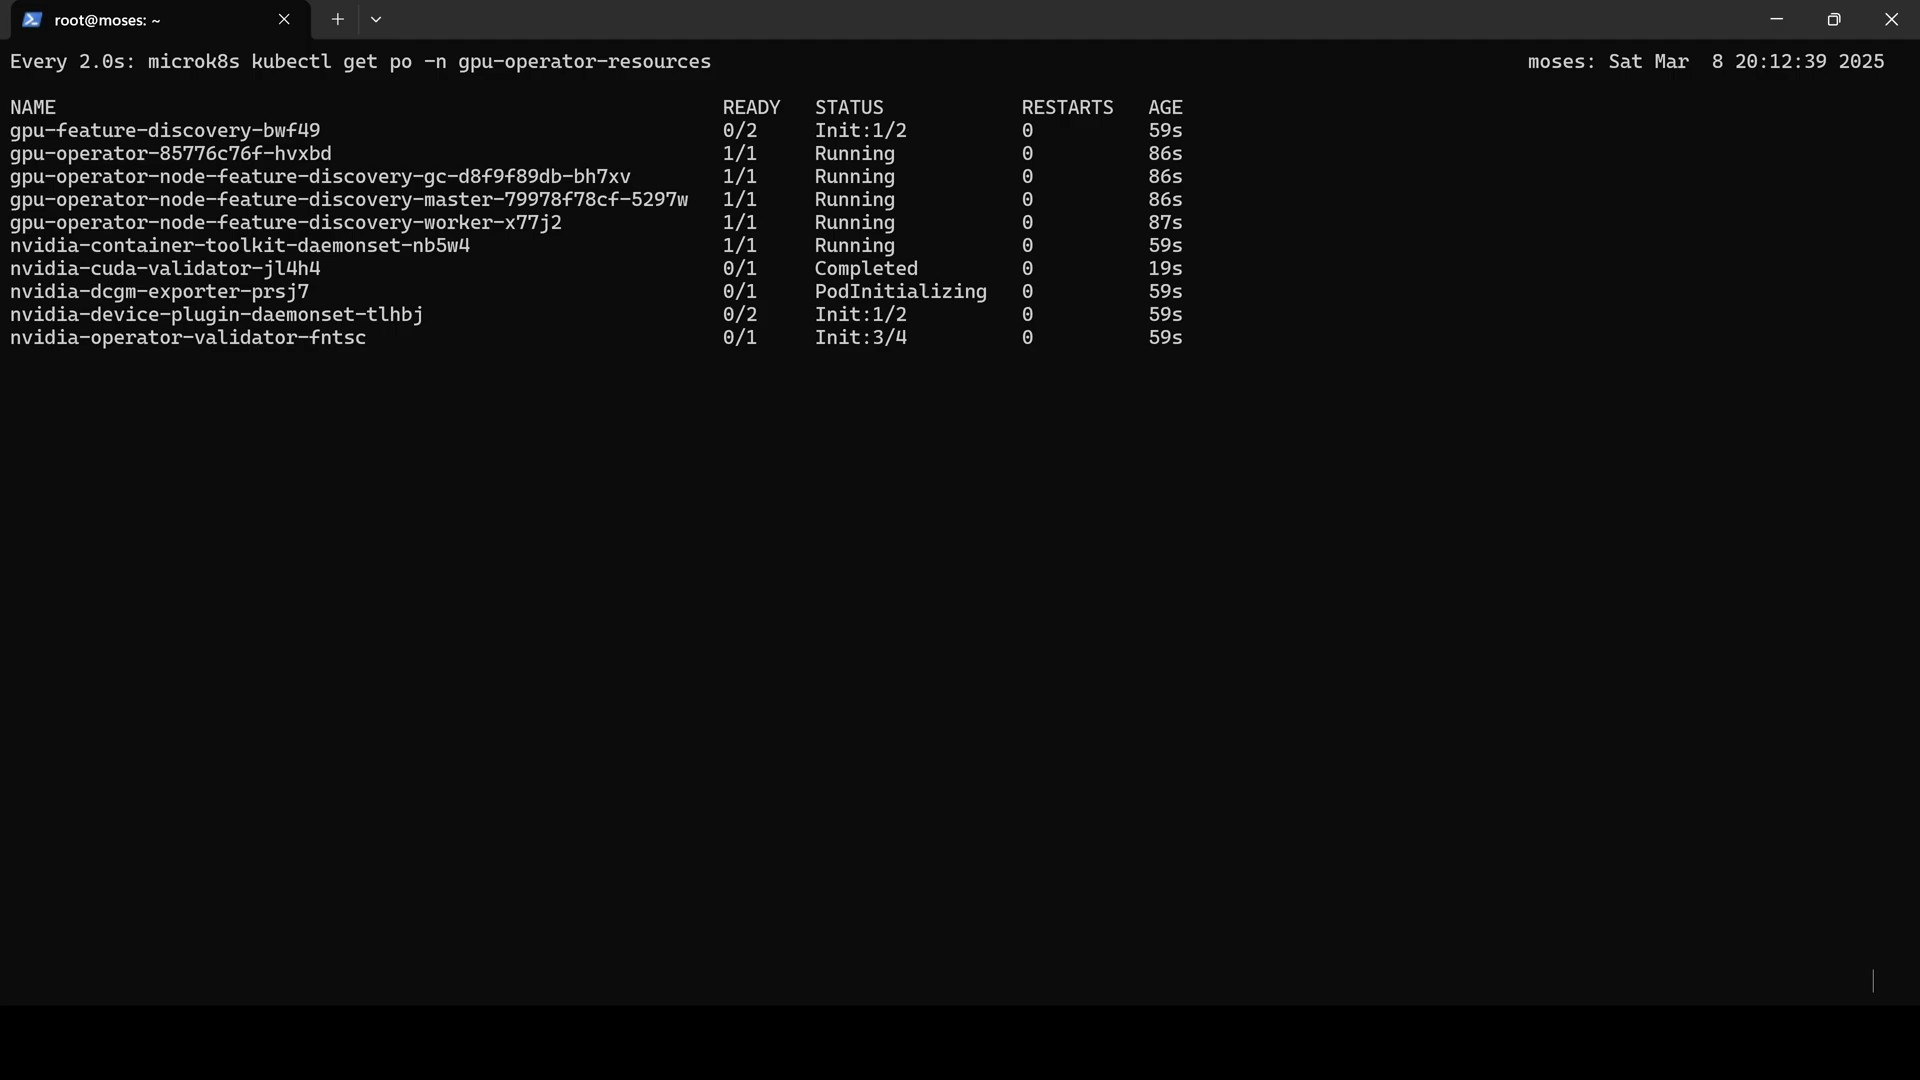 root@moses: ~
Every 2.0s: microk8s kubectl get po -n gpu-operator-resources moses: Sat Mar  8 20:12:39 2025
NAME READY STATUS RESTARTS AGE
gpu-feature-discovery-bwf49 0/2 Init:1/2 0 59s
gpu-operator-85776c76f-hvxbd 1/1 Running 0 86s
gpu-operator-node-feature-discovery-gc-d8f9f89db-bh7xv 1/1 Running 0 86s
gpu-operator-node-feature-discovery-master-79978f78cf-5297w 1/1 Running 0 86s
gpu-operator-node-feature-discovery-worker-x77j2 1/1 Running 0 87s
nvidia-container-toolkit-daemonset-nb5w4 1/1 Running 0 59s
nvidia-cuda-validator-jl4h4 0/1 Completed 0 19s
nvidia-dcgm-exporter-prsj7 0/1 PodInitializing 0 59s
nvidia-device-plugin-daemonset-tlhbj 0/2 Init:1/2 0 59s
nvidia-operator-validator-fntsc 0/1 Init:3/4 0 59s